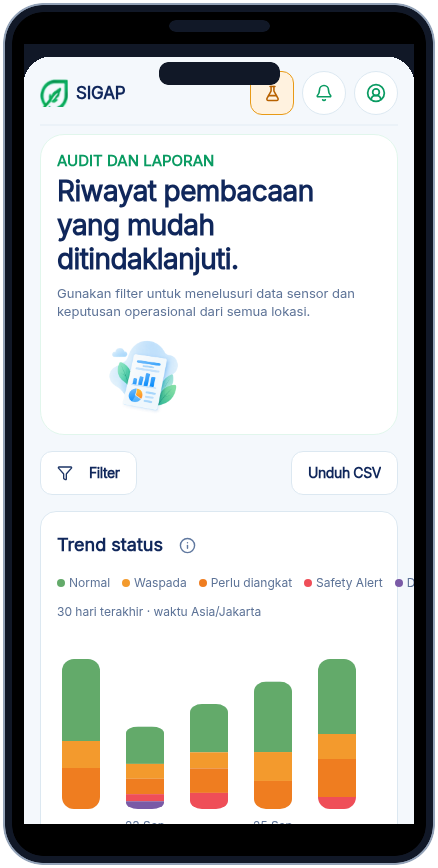 SIGAP
AUDIT DAN LAPORAN
Riwayat pembacaan
yang mudah
ditindaklanjuti.
Gunakan filter untuk menelusuri data sensor dan
keputusan operasional dari semua lokasi.
Filter
Unduh CSV
Trend status
Normal
Waspada
Perlu diangkat
Safety Alert
30 hari terakhir · waktu Asia/Jakarta